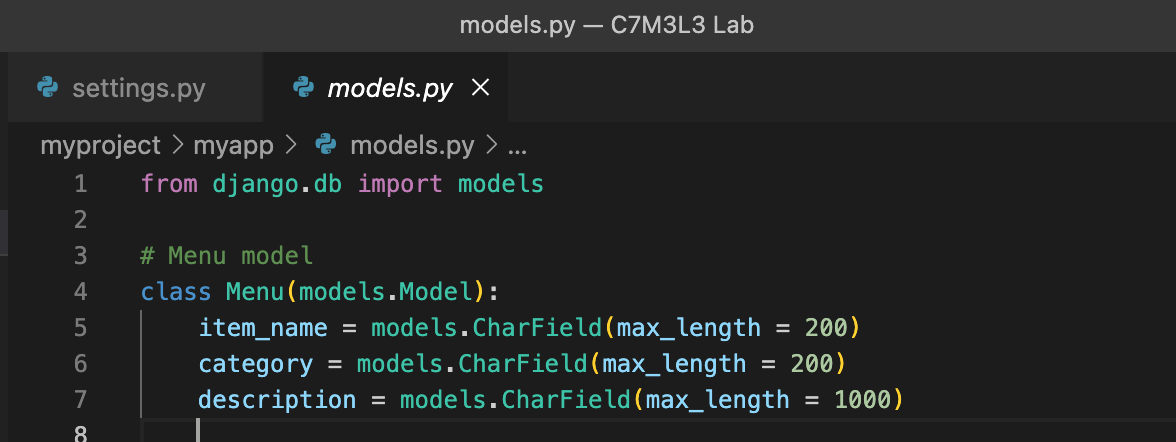 models.py — C7M3L3 Lab
settings.py models.py ×
myproject > myapp > models.py > ...
1 from django.db import models
2
3 # Menu model
4 class Menu(models.Model):
5     item_name = models.CharField(max_length = 200)
6     category = models.CharField(max_length = 200)
7     description = models.CharField(max_length = 1000)
8